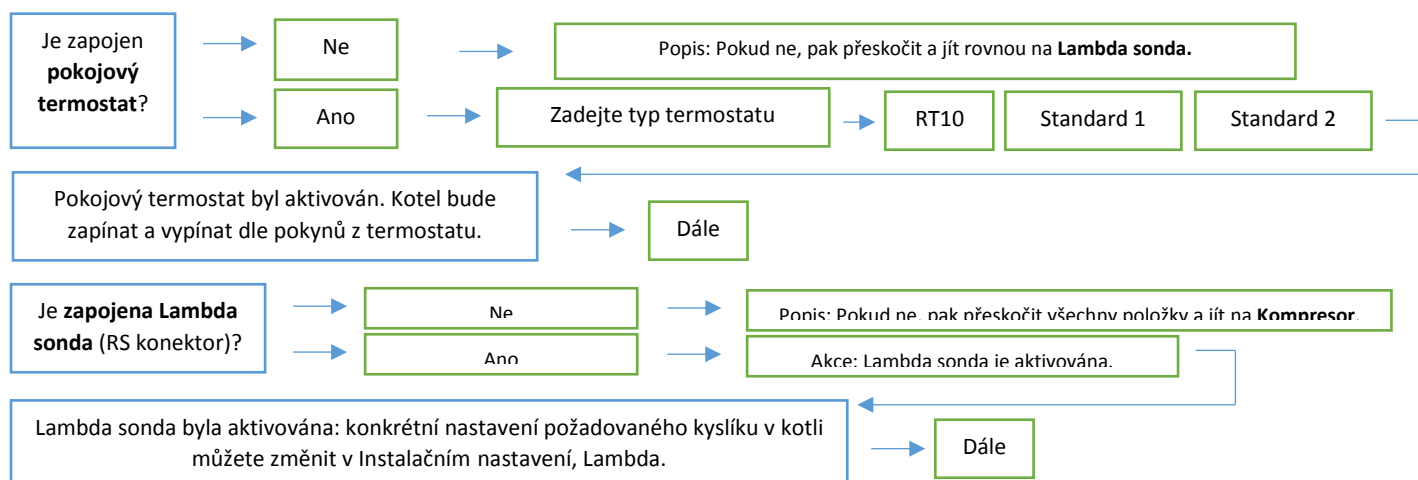 Je zapojen
pokojový
termostat?
Ne
Popis: Pokud ne, pak přeskočit a jít rovnou na Lambda sonda.
Ano
Zadejte typ termostatu
RT10
Standard 1
Standard 2
Pokojový termostat byl aktivován. Kotel bude
zapínat a vypínat dle pokynů z termostatu.
Dále
Je zapojena Lambda
sonda (RS konektor)?
Ne
Popis: Pokud ne, pak přeskočit všechny položky a jít na Kompresor.
Ano
Akce: Lambda sonda je aktivována.
Lambda sonda byla aktivována: konkrétní nastavení požadovaného kyslíku v kotli
můžete změnit v Instalačním nastavení, Lambda.
Dále